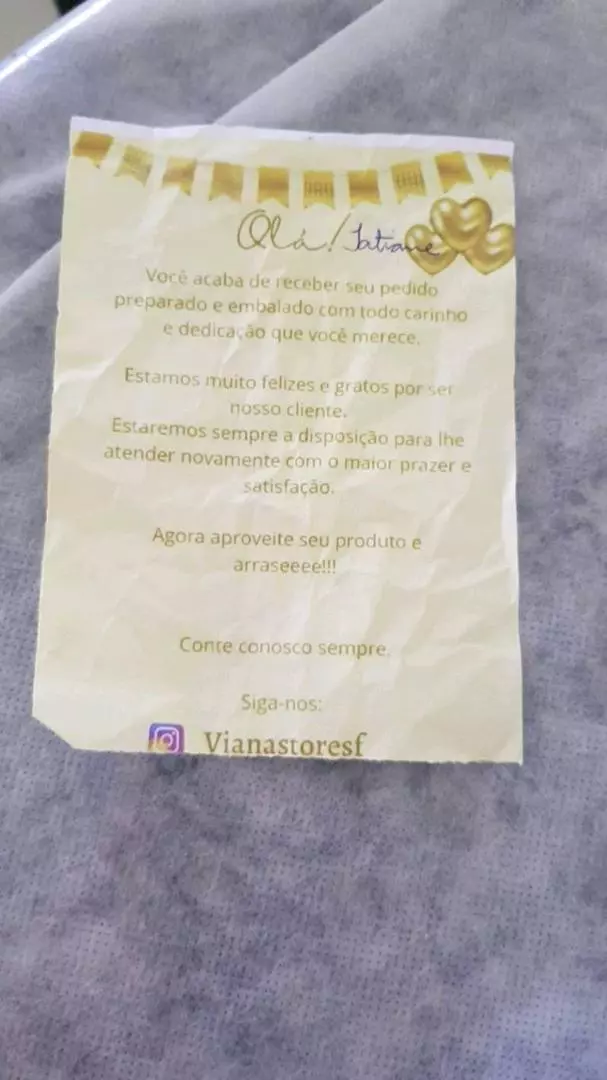 Olá! Tatiane
Você acaba de receber seu pedido
preparado e embalado com todo carinho
e dedicação que você merece.
Estamos muito felizes e gratos por ser
nosso cliente.
Estaremos sempre a disposição para lhe
atender novamente com o maior prazer e
satisfação.
Agora aproveite seu produto e
arraseeee!!!
Conte conosco sempre.
Siga-nos:
Vianastoresf